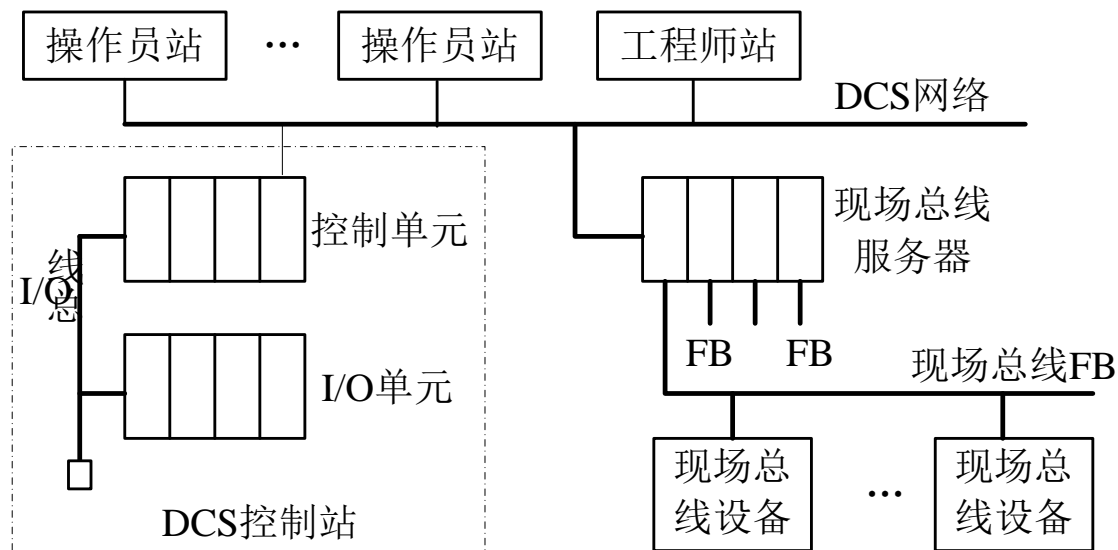 操作员站
...
操作员站
工程师站
DCS网络
控制单元
现场总线
服务器
I/O
线
总
I/O单元
FB
FB
现场总线FB
现场总
线设备
...
现场总
线设备
DCS控制站